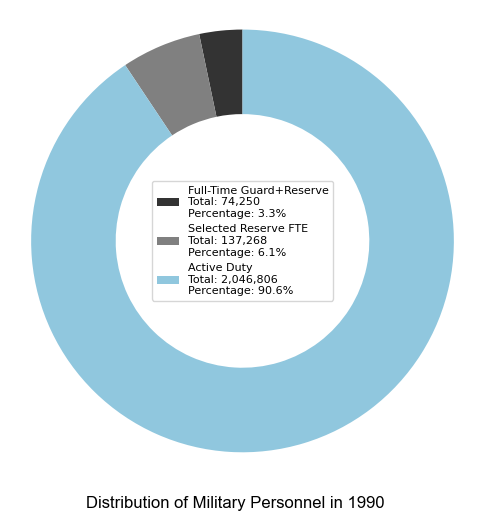 Full-Time Guard+Reserve
Total: 74,250
Percentage: 3.3%
Selected Reserve FTE
Total: 137,268
Percentage: 6.1%
Active Duty
Total: 2,046,806
Percentage: 90.6%
Distribution of Military Personnel in 1990